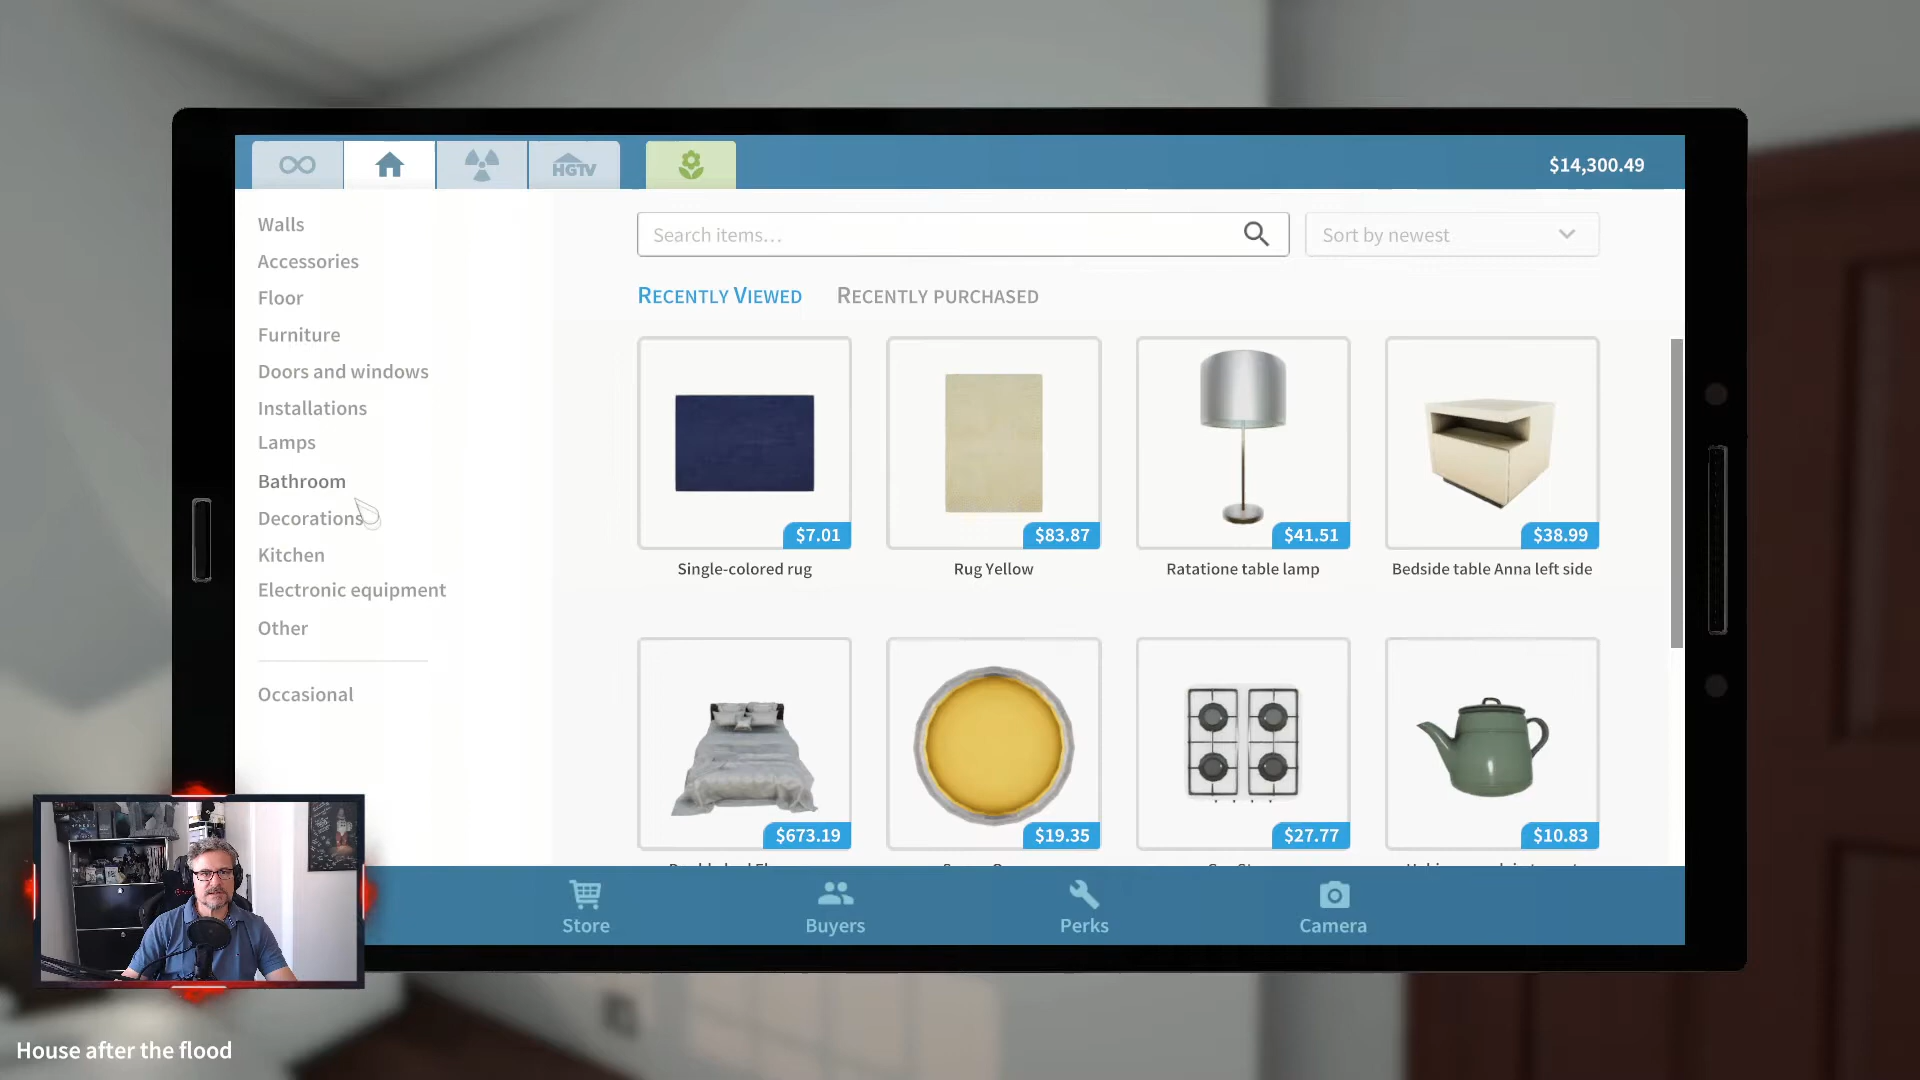 HGTV
$14,300.49
Walls
Accessories
Floor
Furniture
Doors and windows
Installations
Lamps
Bathroom
Decorations
Kitchen
Electronic equipment
Other
Occasional
Search items...
Sort by newest
RECENTLY VIEWED
RECENTLY PURCHASED
$7.01
$83.87
$41.51
$38.99
Single-colored rug
Rug Yellow
Ratatione table lamp
Bedside table Anna left side
$673.19
$19.35
$27.77
$10.83
Store
Buyers
Perks
Camera
House after the flood